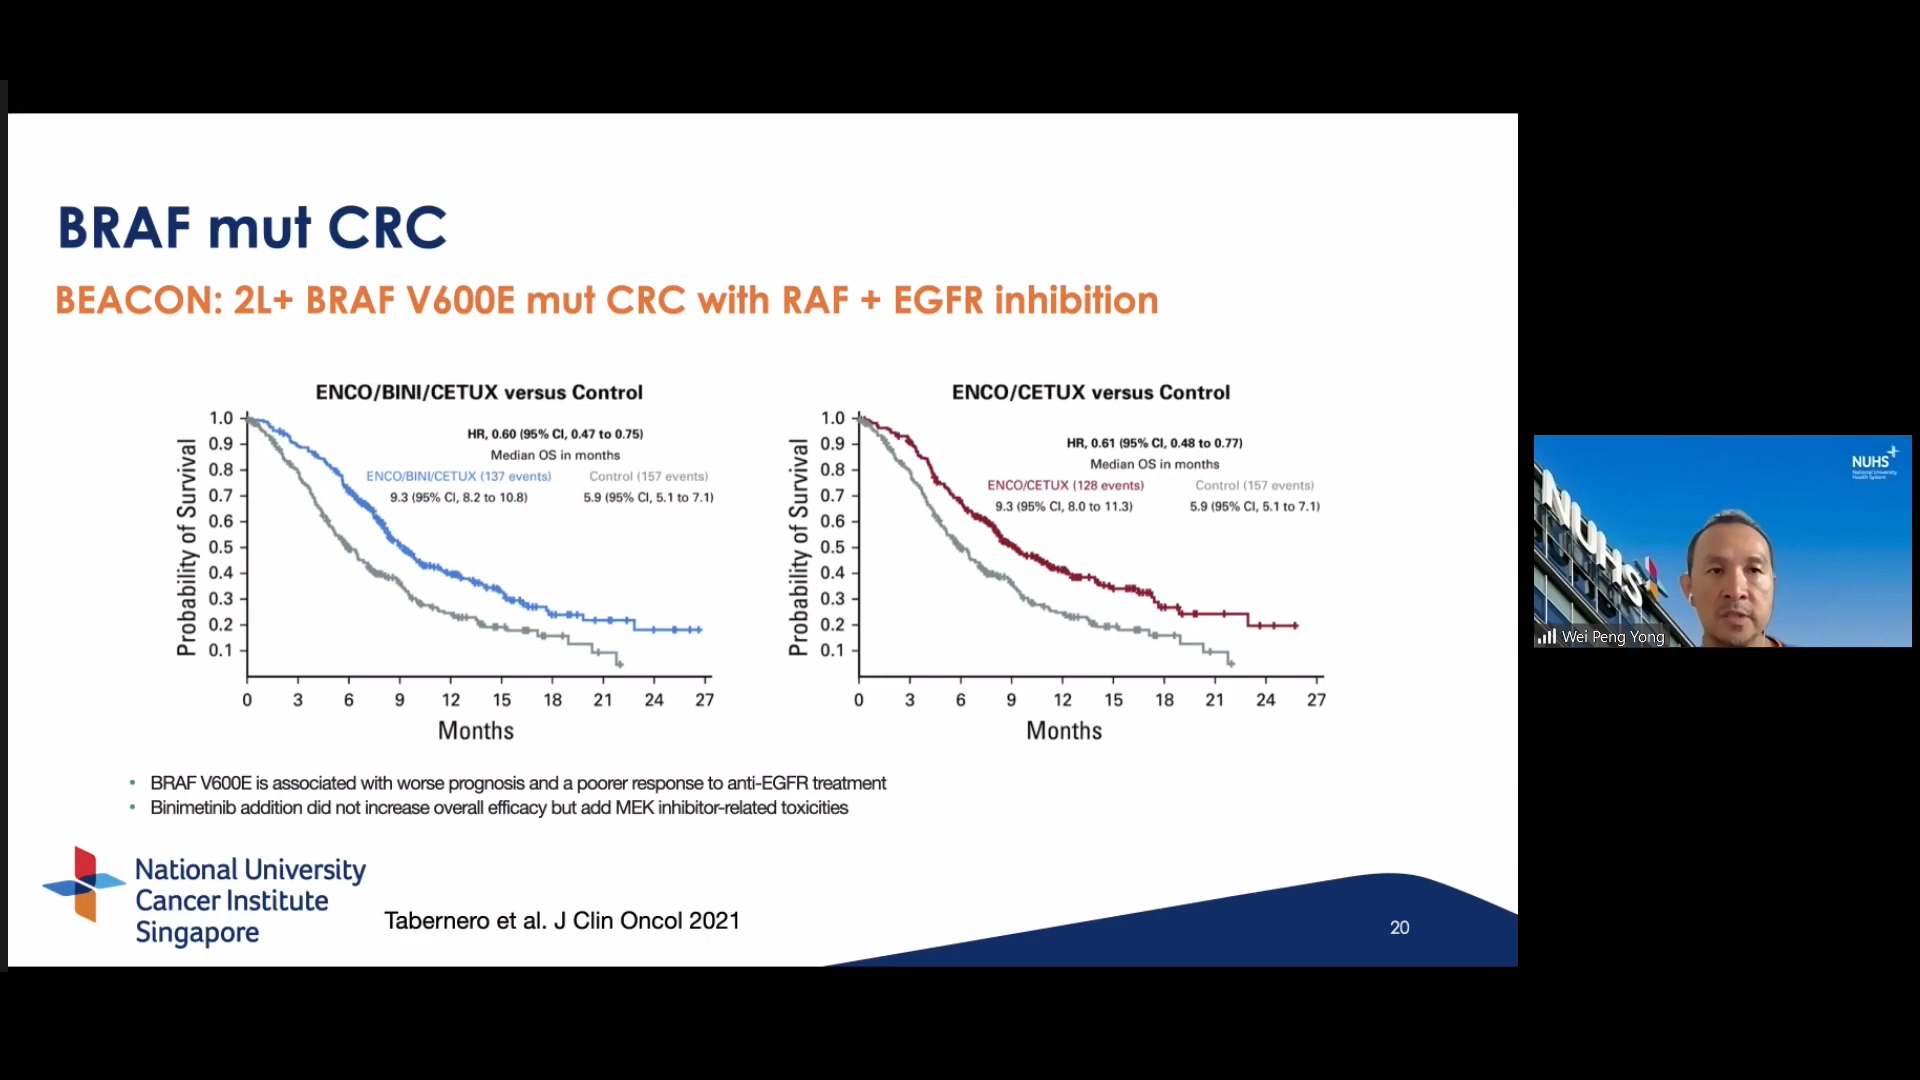 BRAF mut CRC
BEACON: 2L+ BRAF V600E mut CRC with RAF + EGFR inhibition
ENCO/BINI/CETUX versus Control
HR, 0.60 (95% CI, 0.47 to 0.75)
Median OS in months
ENCO/BINI/CETUX (137 events) Control (157 events)
9.3 (95% CI, 8.2 to 10.8) 5.9 (95% CI, 5.1 to 7.1)
Probability of Survival
1.0
0.9
0.8
0.7
0.6
0.5
0.4
0.3
0.2
0.1
0 3 6 9 12 15 18 21 24 27
Months
ENCO/CETUX versus Control
HR, 0.61 (95% CI, 0.48 to 0.77)
Median OS in months
ENCO/CETUX (128 events) Control (157 events)
9.3 (95% CI, 8.0 to 11.3) 5.9 (95% CI, 5.1 to 7.1)
Probability of Survival
1.0
0.9
0.8
0.7
0.6
0.5
0.4
0.3
0.2
0.1
0 3 6 9 12 15 18 21 24 27
Months
• BRAF V600E is associated with worse prognosis and a poorer response to anti-EGFR treatment
• Binimetinib addition did not increase overall efficacy but add MEK inhibitor-related toxicities
National University
Cancer Institute
Singapore
Tabernero et al. J Clin Oncol 2021
20
NUHS
National University
Health System
NUHS
Wei Peng Yong